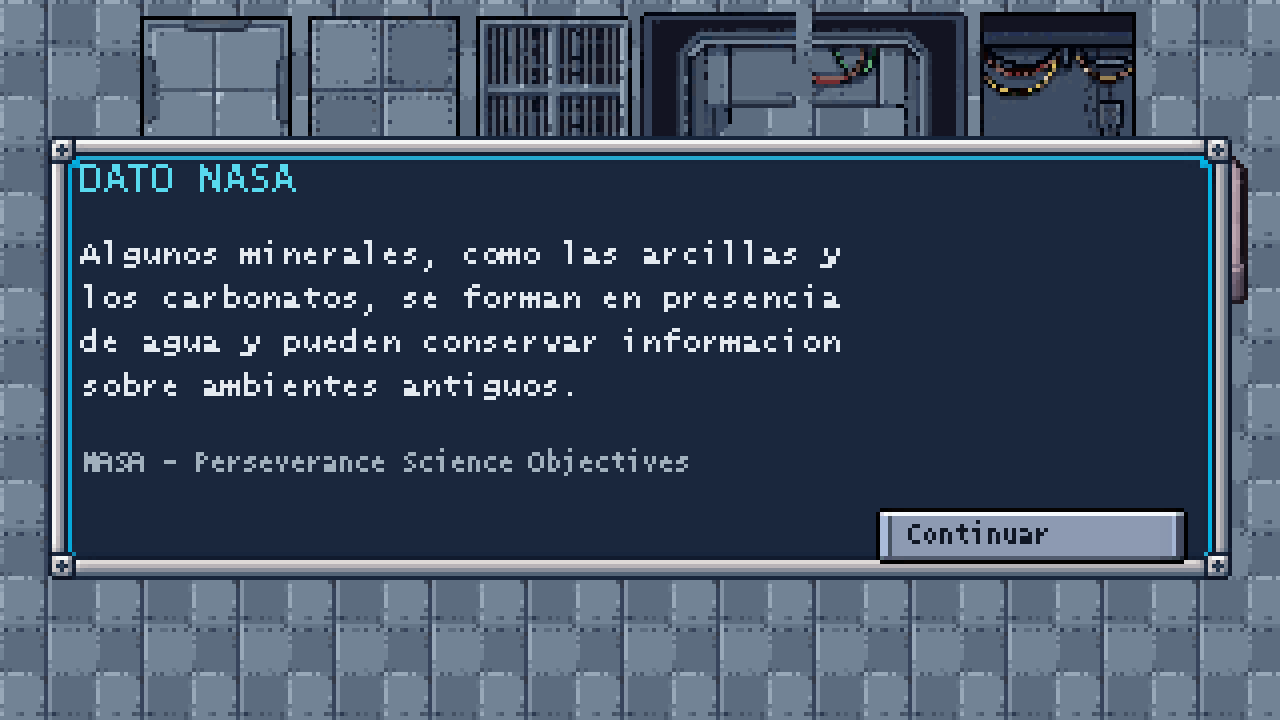 DATO NASA
Algunos minerales, como las arcillas y
los carbonatos, se forman en presencia
de agua y pueden conservar informacion
sobre ambientes antiguos.
NASA - Perseverance Science Objectives
Continuar